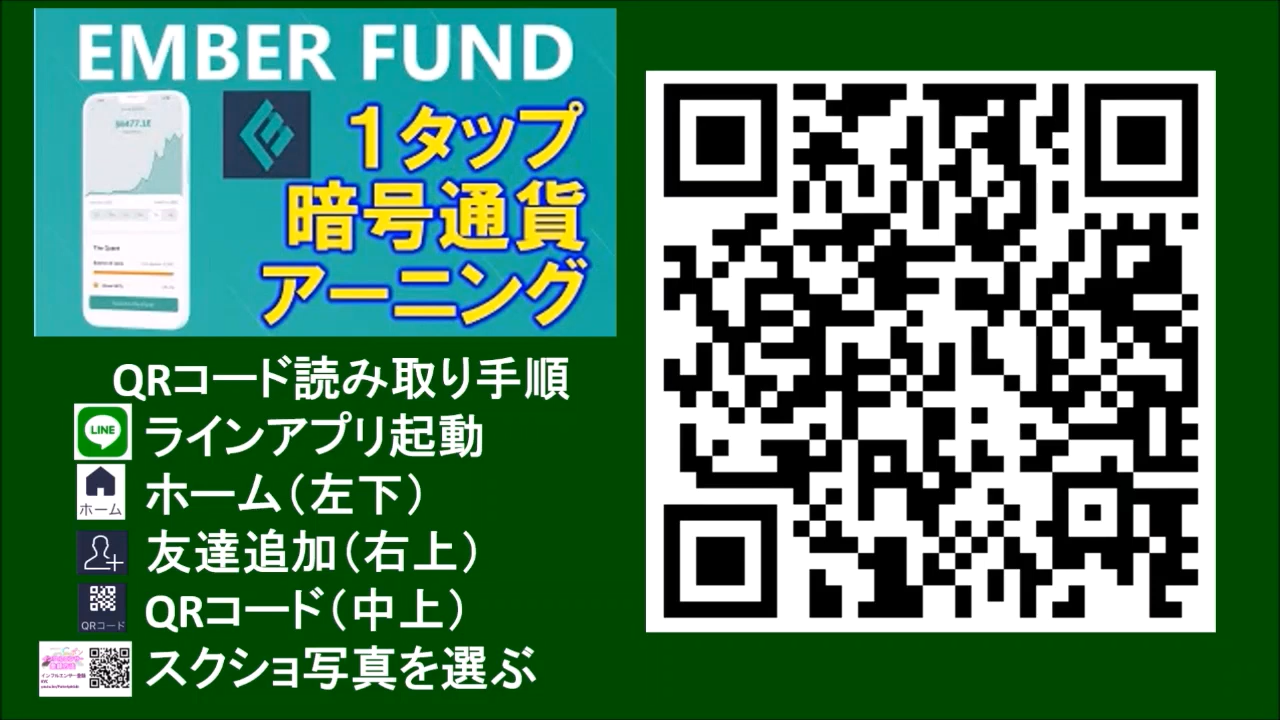 EMBER FUND
1タップ
暗号通貨
アーニング
QRコード読み取り手順
LINE
ラインアプリ起動
ホーム
ホーム（左下）
友達追加（右上）
QRコード
QRコード（中上）
スクショ写真を選ぶ